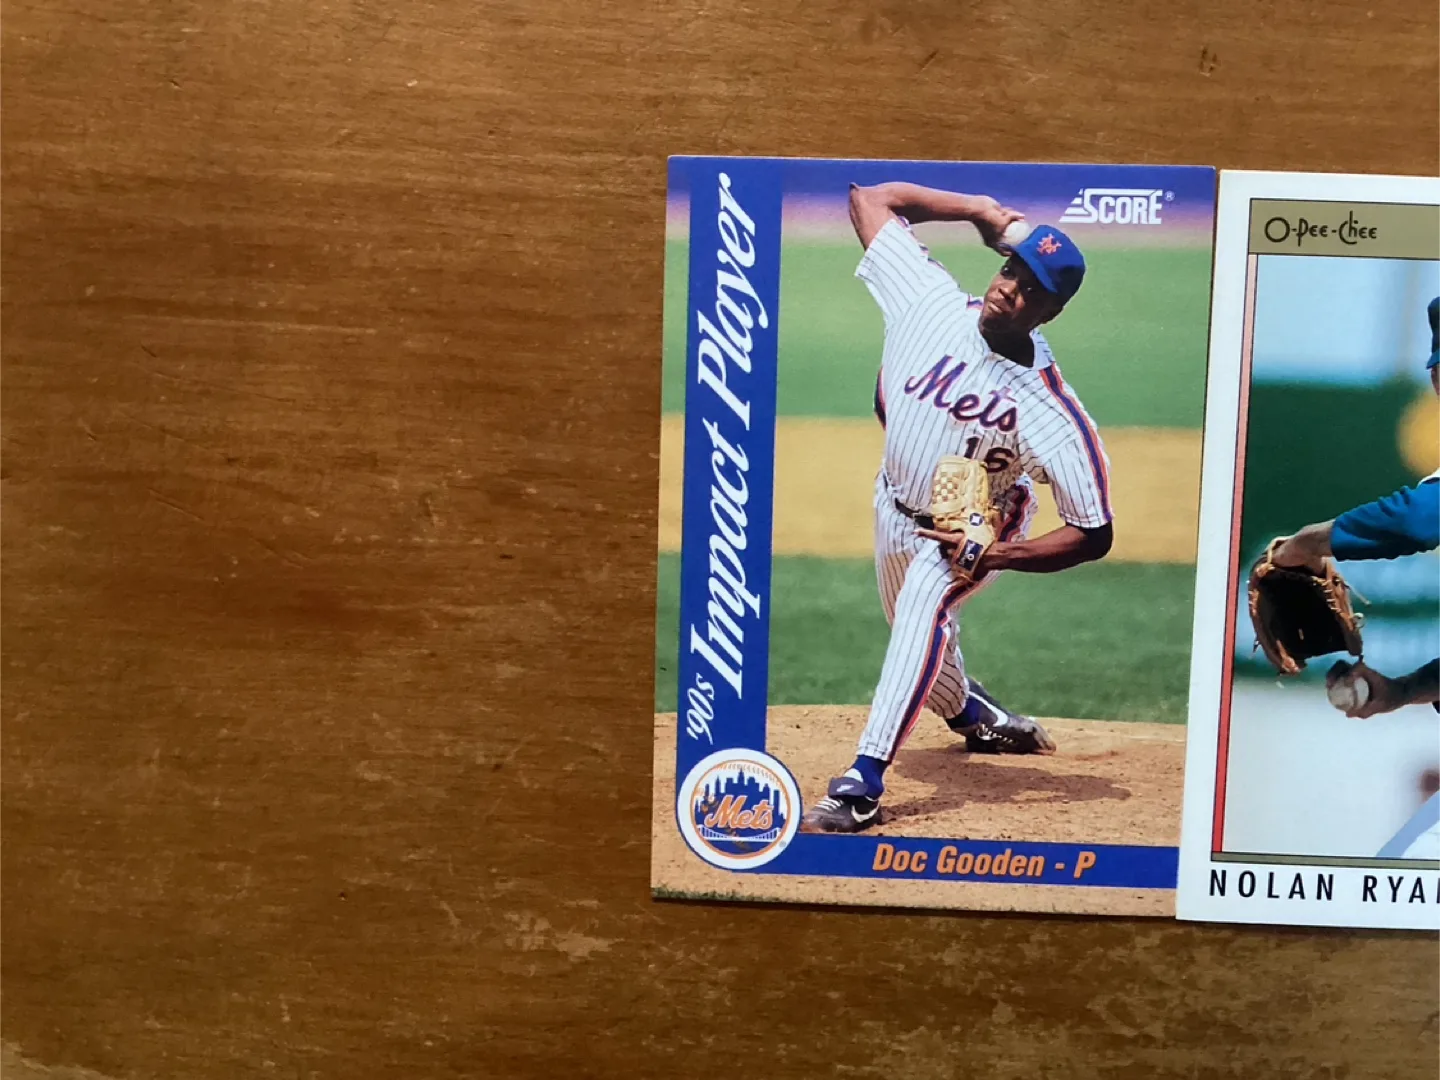 SCORE®
'90s Impact Player
Mets
16
Mets
Doc Gooden - P
O-Pee-Chee
NOLAN RYA